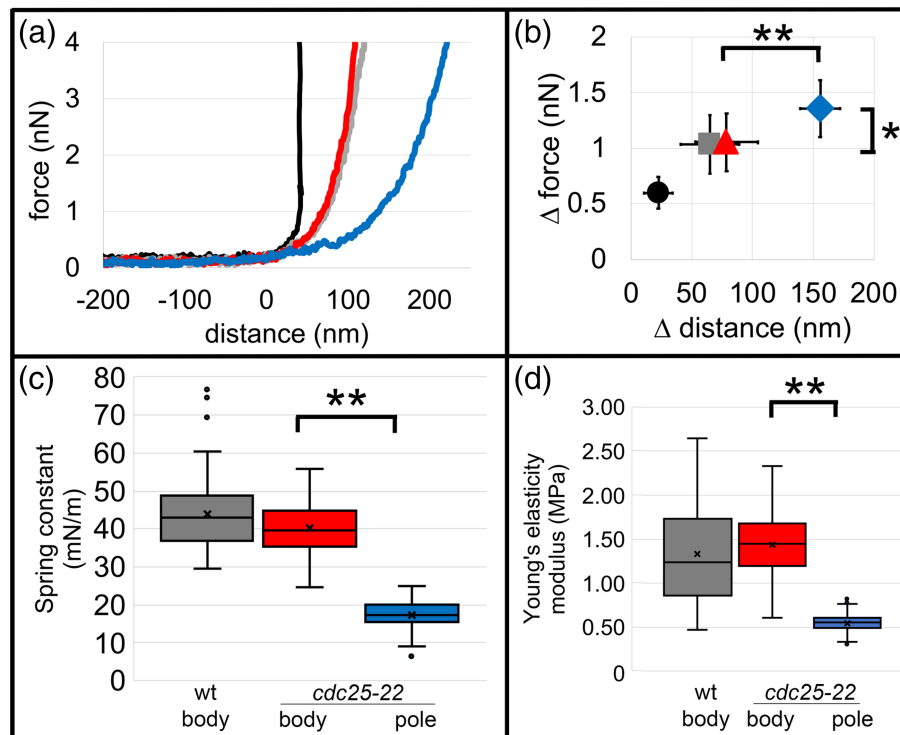 (a)
4
3
2
1
0
force (nN)
-200 -100 0 100 200
distance (nm)
(b)
2
1.5
1
0.5
0
Δ force (nN)
**
*
0 50 100 150 200
Δ distance (nm)
(c)
80
70
60
50
40
30
20
10
0
Spring constant
(mN/m)
**
wt cdc25-22
body body pole
(d)
3.00
2.50
2.00
1.50
1.00
0.50
0
Young's elasticity
modulus (MPa)
**
wt cdc25-22
body body pole